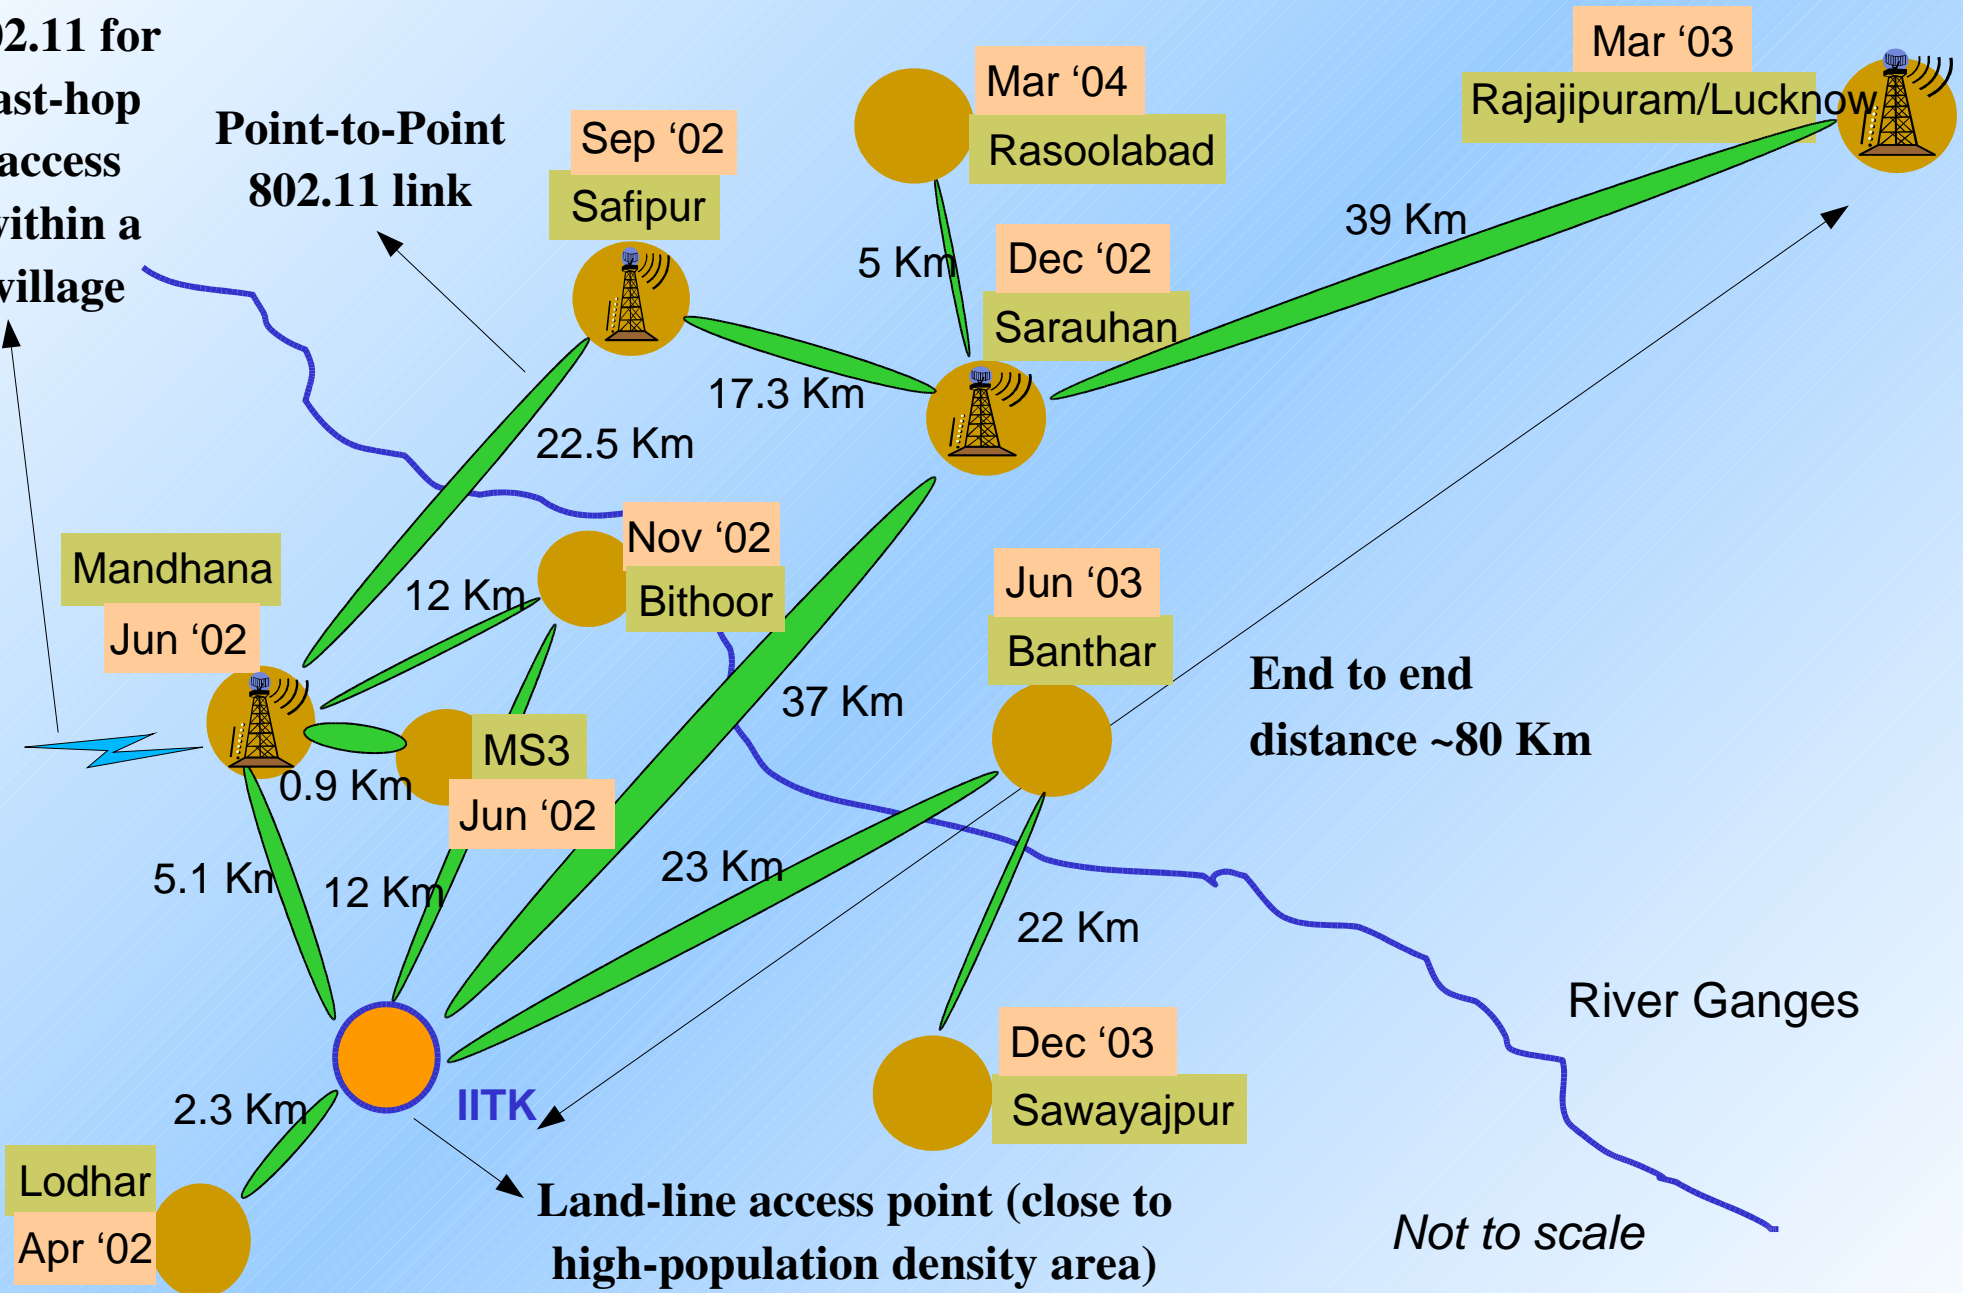 02.11 for
ast-hop
access
within a
village
Point-to-Point
802.11 link
Sep ‘02
Safipur
Mar ‘04
Rasoolabad
Mar ‘03
Rajajipuram/Lucknow
5 Km
Dec ‘02
Sarauhan
39 Km
17.3 Km
22.5 Km
Mandhana
Jun ‘02
12 Km
Nov ‘02
Bithoor
Jun ‘03
Banthar
37 Km
End to end
distance ~80 Km
MS3
Jun ‘02
0.9 Km
5.1 Km
12 Km
23 Km
22 Km
River Ganges
Dec ‘03
Sawayajpur
2.3 Km
IITK
Lodhar
Apr ‘02
Land-line access point (close to
high-population density area)
Not to scale